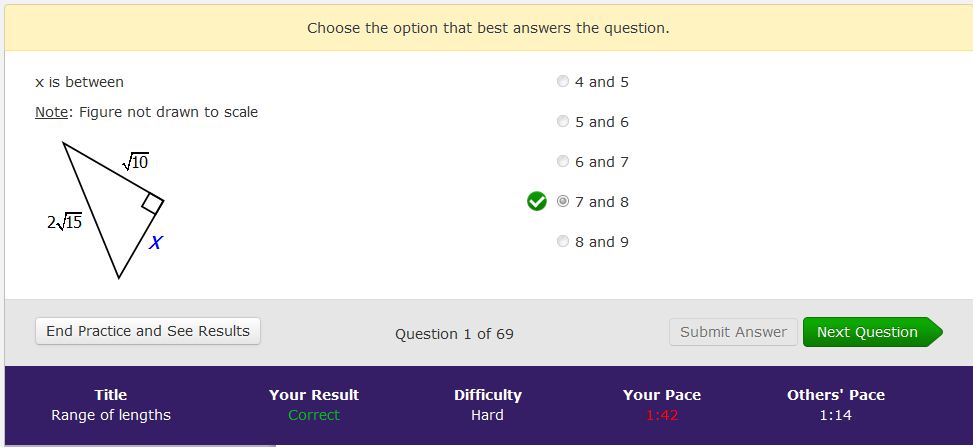 Choose the option that best answers the question.
x is between
Note: Figure not drawn to scale
√10
2√15
x
4 and 5
5 and 6
6 and 7
7 and 8
8 and 9
End Practice and See Results
Question 1 of 69
Submit Answer
Next Question
Title Your Result Difficulty Your Pace Others' Pace
Range of lengths Correct Hard 1:42 1:14